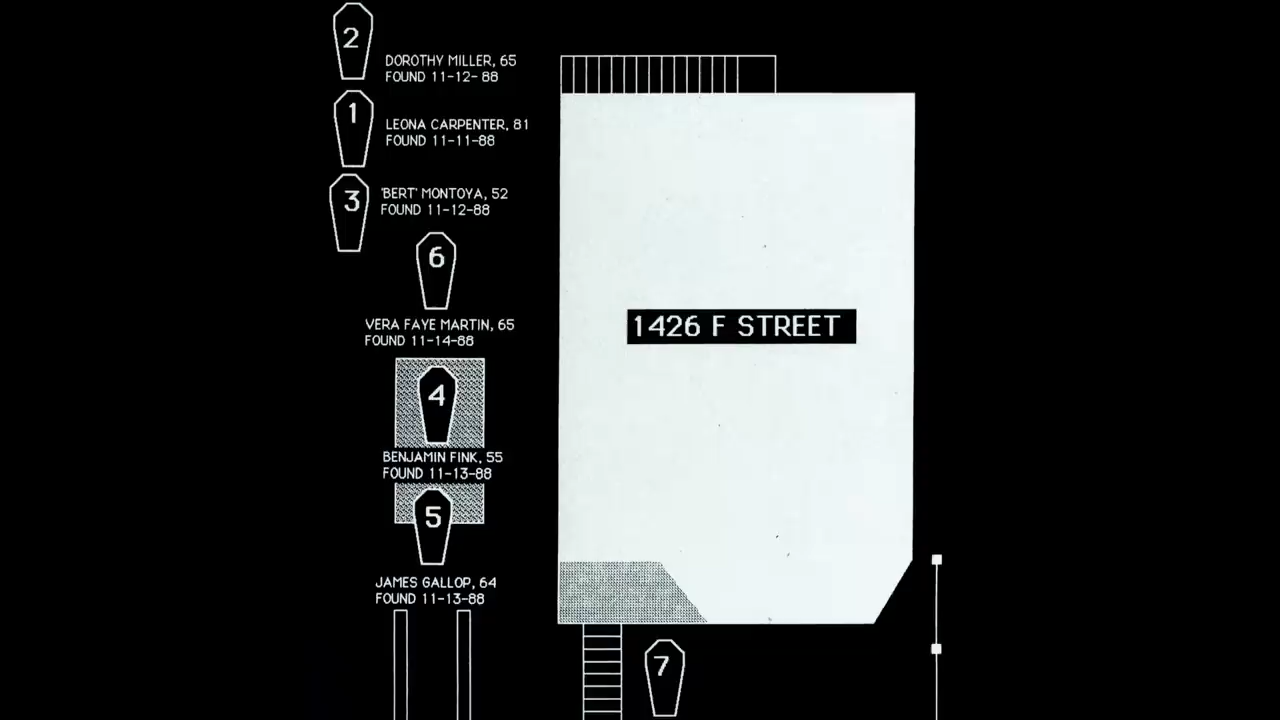 2
DOROTHY MILLER, 65
FOUND 11-12- 88
1
LEONA CARPENTER, 81
FOUND 11-11-88
3
'BERT' MONTOYA, 52
FOUND 11-12-88
6
VERA FAYE MARTIN, 65
FOUND 11-14-88
4
BENJAMIN FINK, 55
FOUND 11-13-88
5
JAMES GALLOP, 64
FOUND 11-13-88
1426 F STREET
7